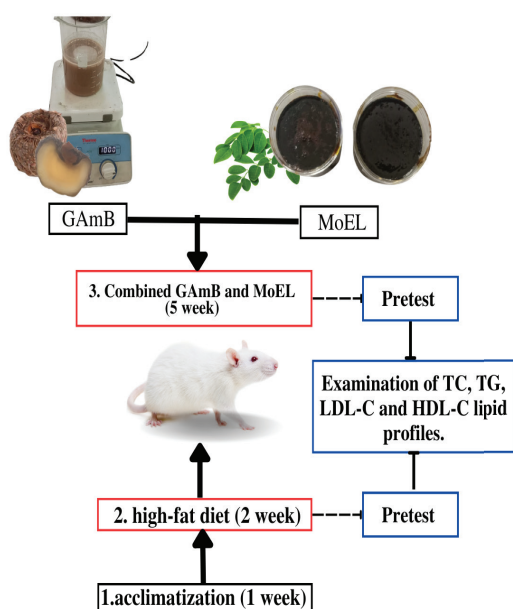 1800
GAmB
MoEL
3. Combined GAmB and MoEL
(5 week)
Pretest
Examination of TC, TG,
LDL-C and HDL-C lipid
profiles.
2. high-fat diet (2 week)
Pretest
1.acclimatization (1 week)